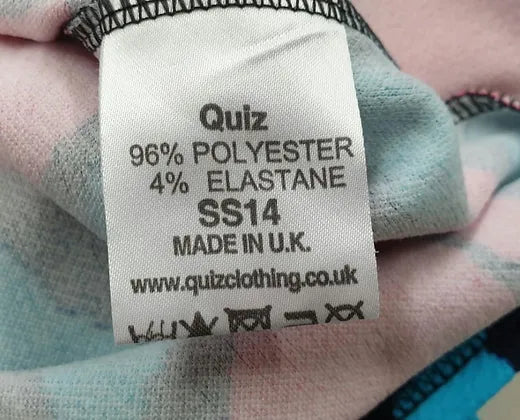 Quiz
96% POLYESTER
4% ELASTANE
SS14
MADE IN U.K.
www.quizclothing.co.uk